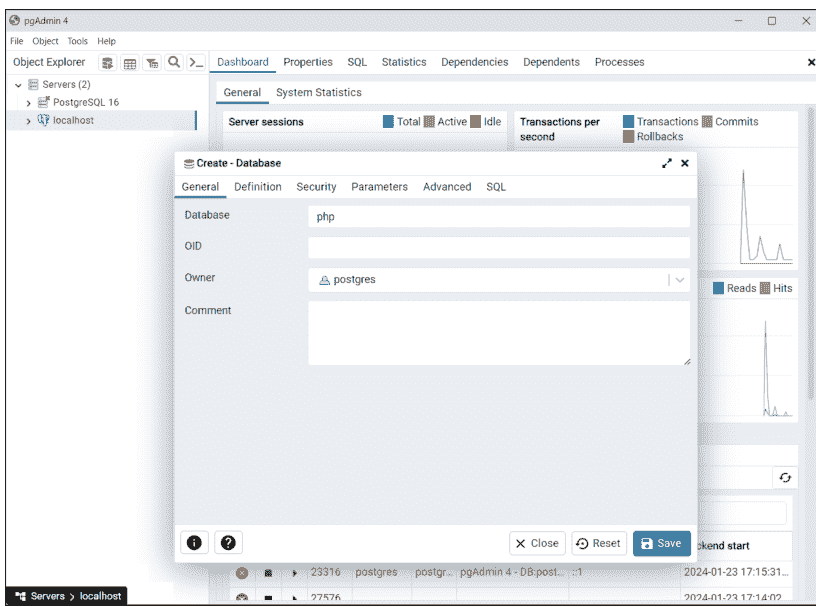 pgAdmin 4
File Object Tools Help
Object Explorer
Dashboard Properties SQL Statistics Dependencies Dependents Processes
Servers (2)
PostgreSQL 16
localhost
General System Statistics
Server sessions Total Active Idle
Transactions per second Transactions Commits Rollbacks
Create - Database
General Definition Security Parameters Advanced SQL
Database php
OID
Owner postgres
Comment
Reads Hits
Close Reset Save
kend start
23316 postgres postgr... pgAdmin 4 - DB:post... ::1 2024-01-23 17:15:31...
27576 2024-01-23 17:14:02
Servers > localhost